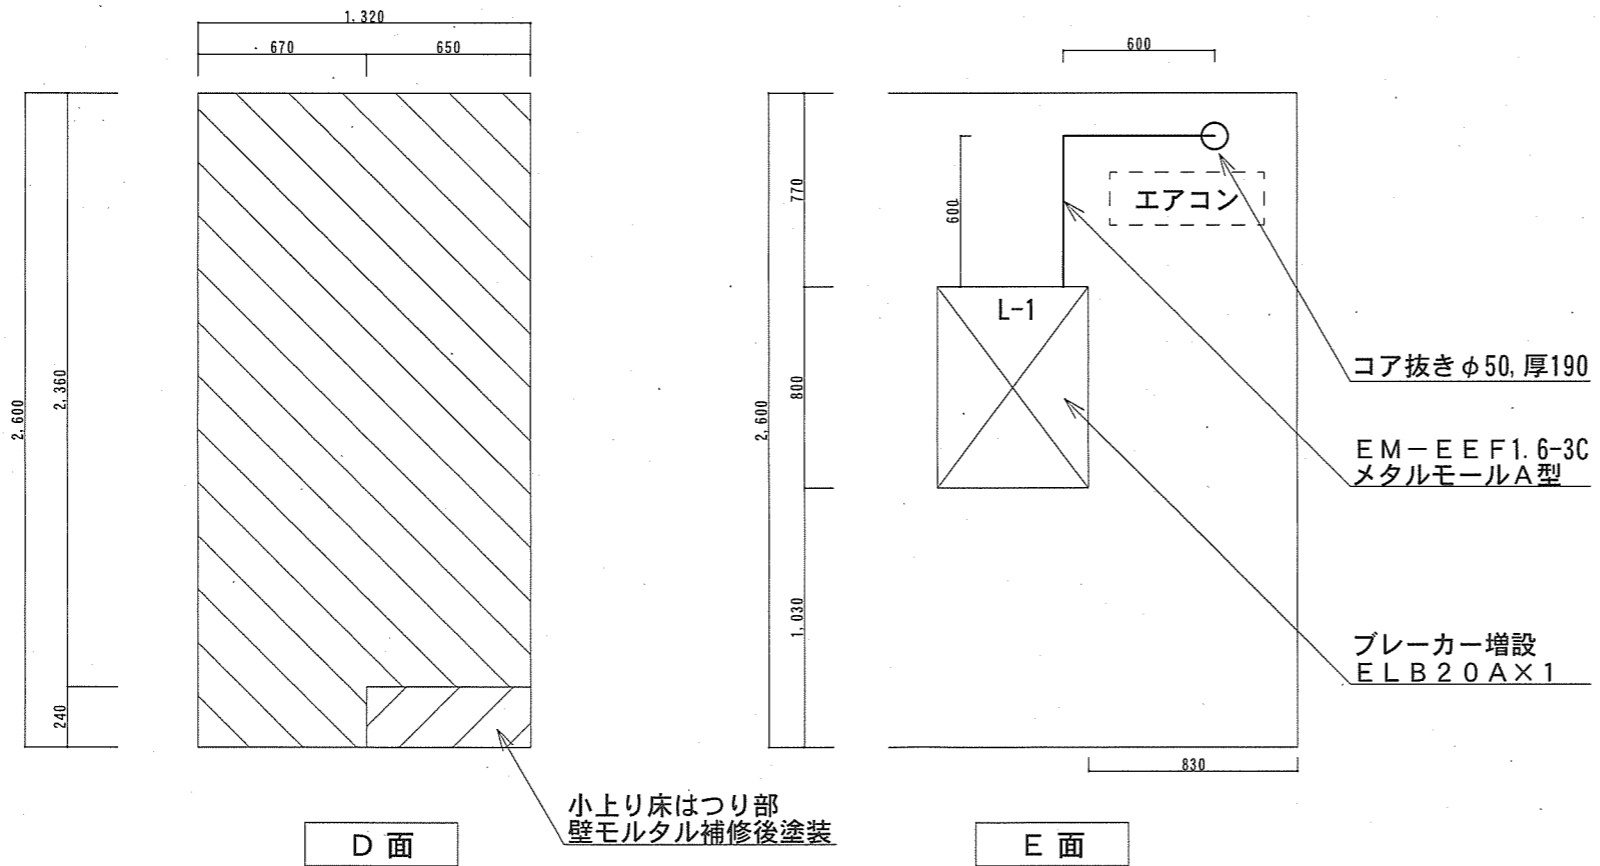 1,320
670
650
2,600
2,360
240
小上り床はつり部
壁モルタル補修後塗装
D 面
600
2,600
770
800
1,030
600
エアコン
L-1
コア抜きφ50,厚190
EM-EEF1.6-3C
メタルモールA型
ブレーカー増設
ELB20A×1
830
E 面